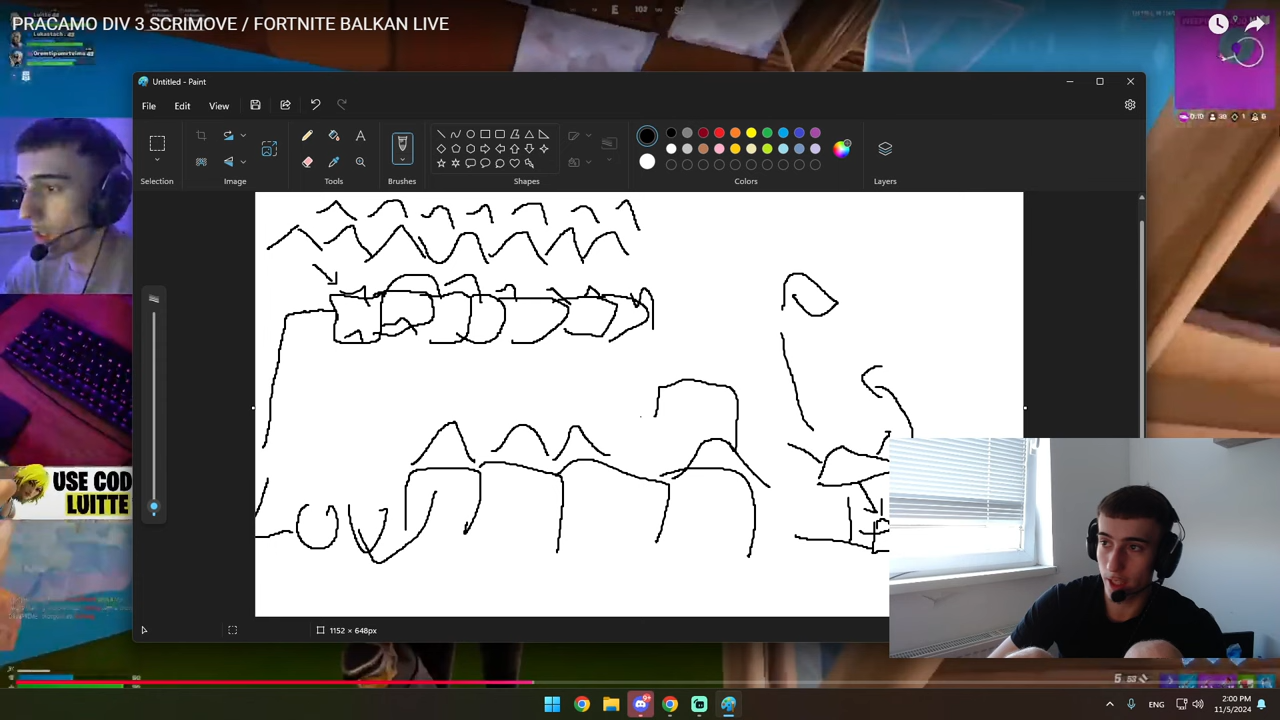 PRACAMO DIV 3 SCRIMOVE / FORTNITE BALKAN LIVE
Untitled - Paint
File Edit View
Selection Image Tools Brushes Shapes Colors Layers
USE CODE
LUITTE
1152 × 648px
ENG
2:00 PM
11/5/2024